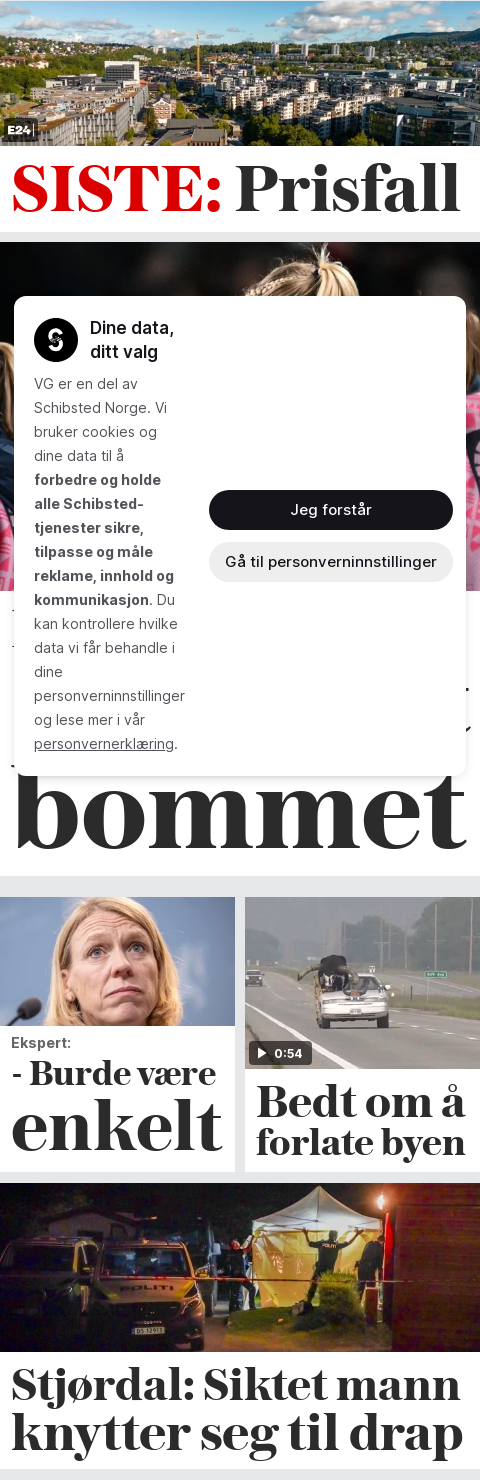 E24
SISTE: Prisfall
Dine data,
ditt valg
VG er en del av
Schibsted Norge. Vi
bruker cookies og
dine data til å
forbedre og holde
alle Schibsted-
tjenester sikre,
tilpasse og måle
reklame, innhold og
kommunikasjon. Du
kan kontrollere hvilke
data vi får behandle i
dine
personverninnstillinger
og lese mer i vår
personvernerklæring.
Jeg forstår
Gå til personverninnstillinger
bommet
Ekspert:
- Burde være
enkelt
0:54
Bedt om å
forlate byen
POLITI
POLITI
Stjørdal: Siktet mann
knytter seg til drap